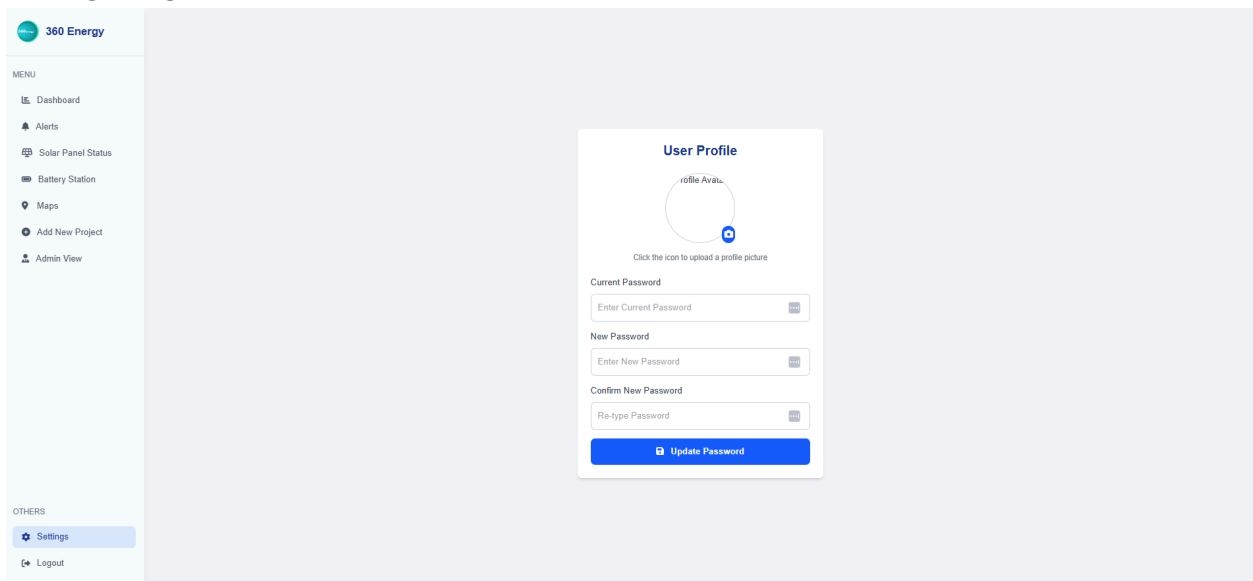 360 Energy
MENU
Dashboard
Alerts
Solar Panel Status
Battery Station
Maps
Add New Project
Admin View
OTHERS
Settings
Logout
User Profile
rofile Avata
Click the icon to upload a profile picture
Current Password
Enter Current Password
New Password
Enter New Password
Confirm New Password
Re-type Password
Update Password